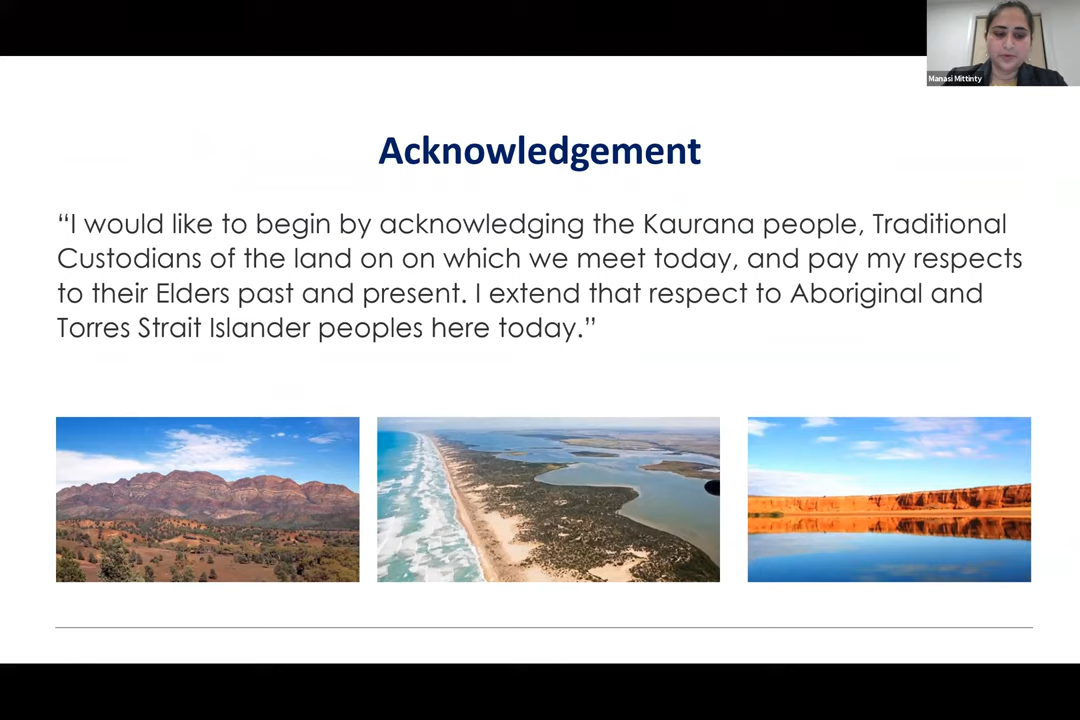 Manasi Mittinty
Acknowledgement
“I would like to begin by acknowledging the Kaurana people, Traditional
Custodians of the land on on which we meet today, and pay my respects
to their Elders past and present. I extend that respect to Aboriginal and
Torres Strait Islander peoples here today.”